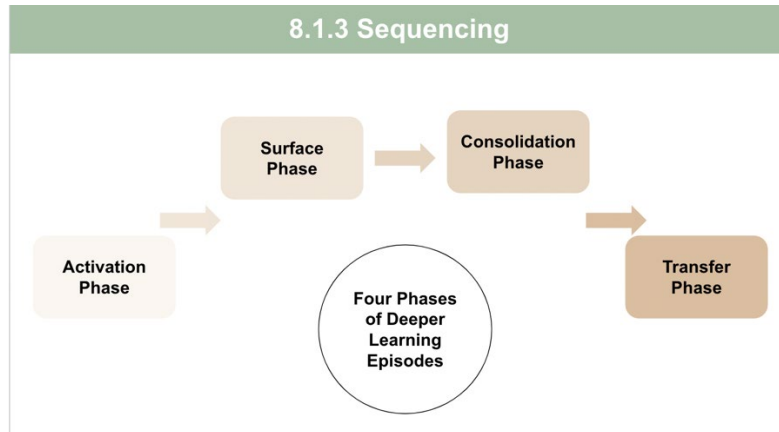 8.1.3 Sequencing
Activation
Phase
Surface
Phase
Consolidation
Phase
Transfer
Phase
Four Phases
of Deeper
Learning
Episodes